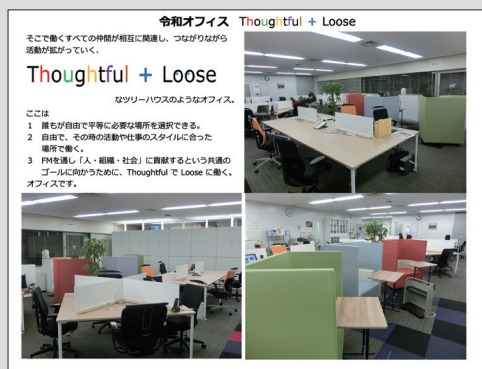 令和オフィス Thoughtful + Loose
そこで働くすべての仲間が相互に関連し、つながりながら
活動が拡がっていく、
Thoughtful + Loose
なツリーハウスのようなオフィス。
ここは
1 誰もが自由で平等に必要な場所を選択できる。
2 自由で、その時の活動や仕事のスタイルに合った
場所で働く。
3 FMを通し「人・組織・社会」に貢献するという共通の
ゴールに向かうために、Thoughtful で Loose に働く。
オフィスです。